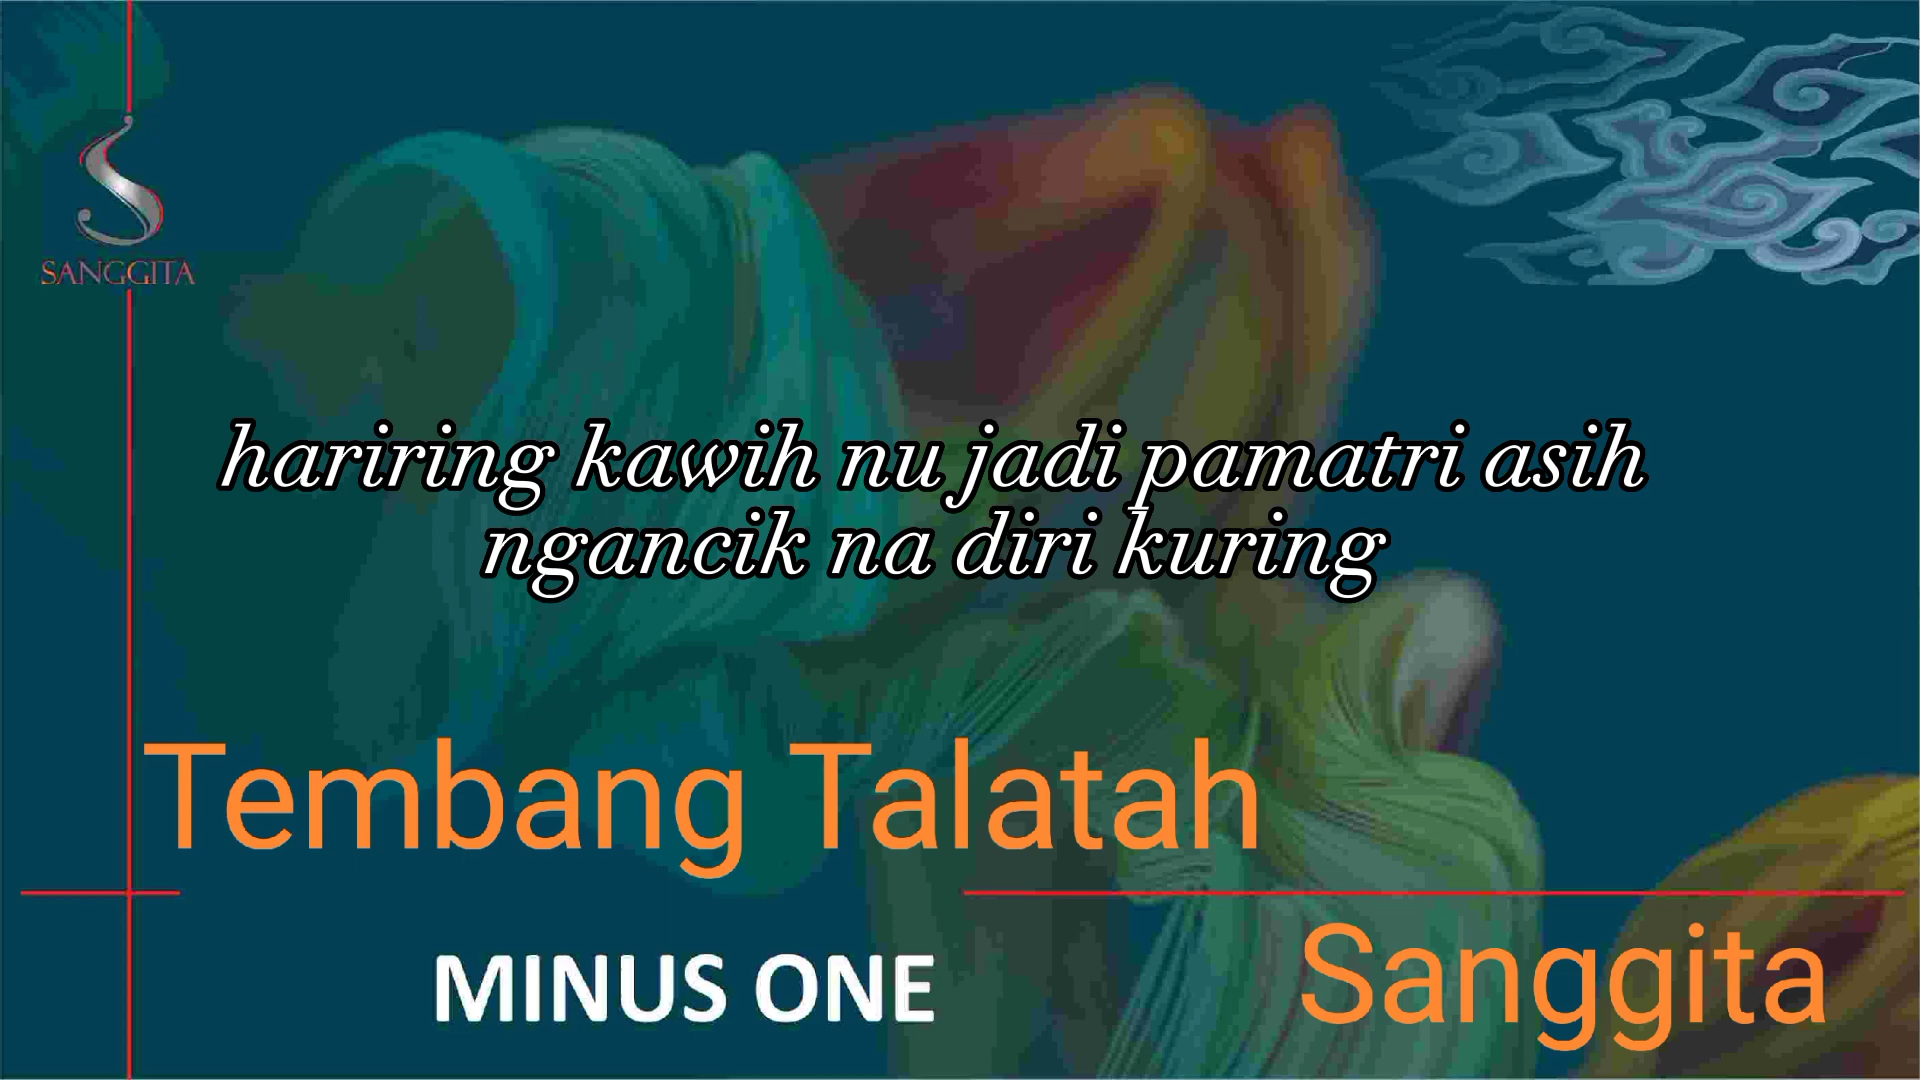 SANGGITA
hariring kawih nu jadi pamatri asih
ngancik na diri kuring
Tembang Talatah
MINUS ONE
Sanggita